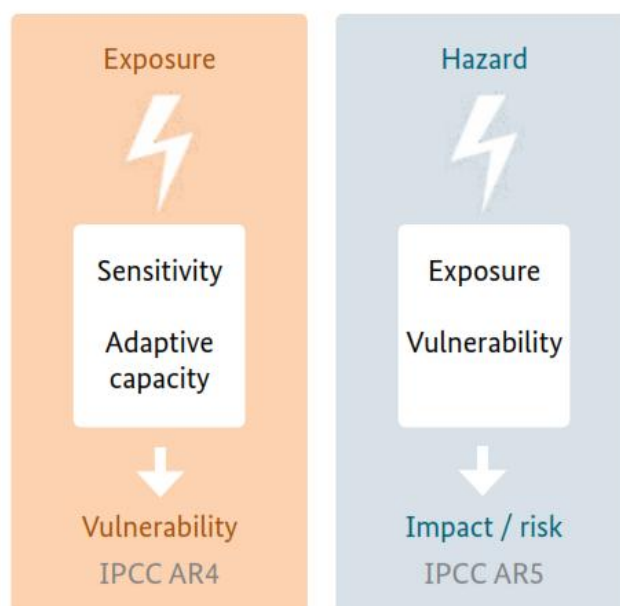 Exposure
Sensitivity
Adaptive
capacity
Vulnerability
IPCC AR4
Hazard
Exposure
Vulnerability
Impact / risk
IPCC AR5